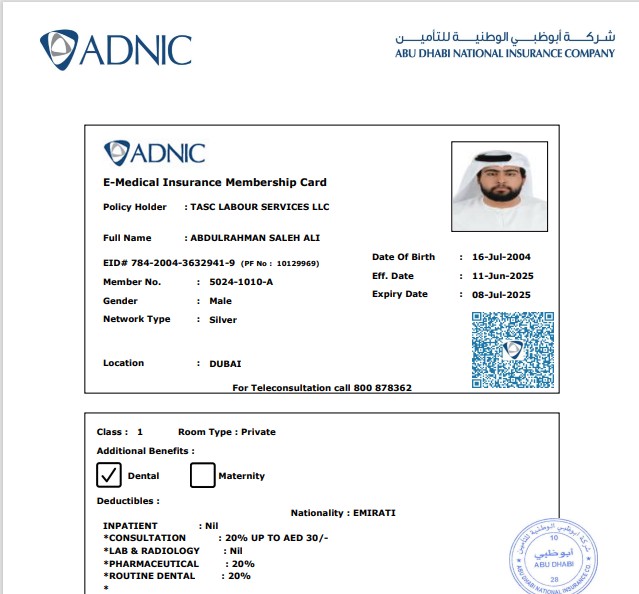 ADNIC
شركة أبوظبي الوطنية للتأمين
ABU DHABI NATIONAL INSURANCE COMPANY
ADNIC
E-Medical Insurance Membership Card
Policy Holder : TASC LABOUR SERVICES LLC
Full Name : ABDULRAHMAN SALEH ALI
EID# 784-2004-3632941-9 (PF No : 10129969)
Date Of Birth : 16-Jul-2004
Member No. : 5024-1010-A
Eff. Date : 11-Jun-2025
Gender : Male
Expiry Date : 08-Jul-2025
Network Type : Silver
Location : DUBAI
For Teleconsultation call 800 878362
Class : 1 Room Type : Private
Additional Benefits :
Dental Maternity
Deductibles :
Nationality : EMIRATI
INPATIENT : Nil
*CONSULTATION : 20% UP TO AED 30/-
*LAB & RADIOLOGY : Nil
*PHARMACEUTICAL : 20%
*ROUTINE DENTAL : 20%
*
شركة أبوظبي الوطنية للتأمين
10
أبوظبي
ABU DHABI
28
ABU DHABI NATIONAL INSURANCE CO.